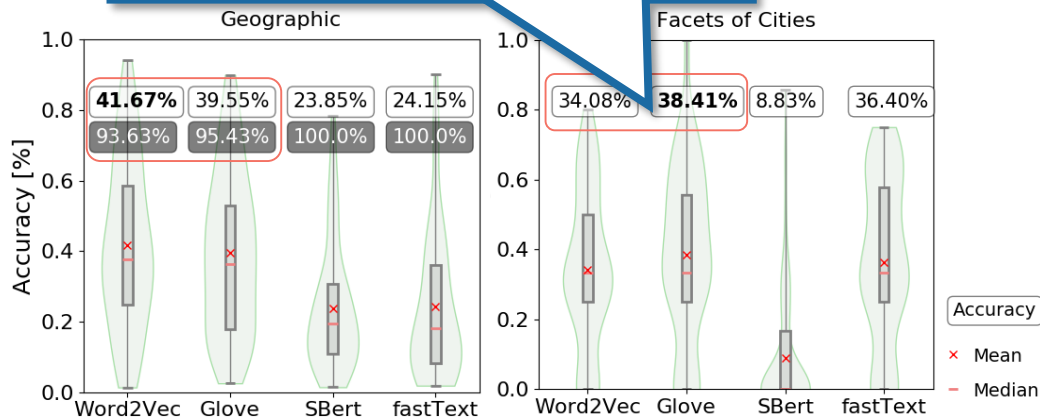 Geographic
Facets of Cities
Accuracy [%]
1.0
0.8
0.6
0.4
0.2
0.0
41.67% 39.55% 23.85% 24.15%
93.63% 95.43% 100.0% 100.0%
Word2Vec Glove SBert fastText
1.0
0.8
0.6
0.4
0.2
0.0
34.08% 38.41% 8.83% 36.40%
Word2Vec Glove SBert fastText
Accuracy
Mean
Median